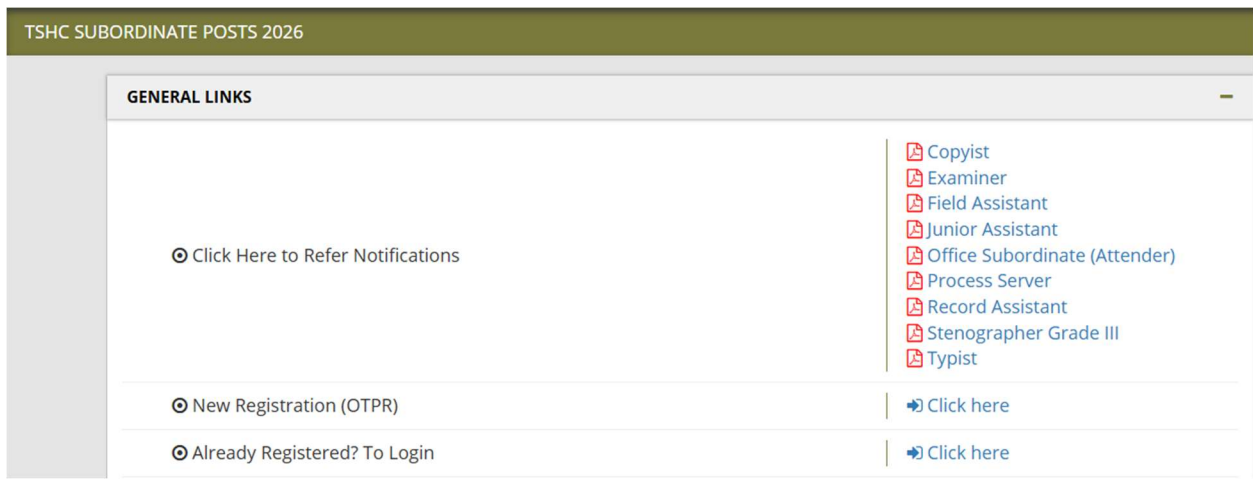 TSHC SUBORDINATE POSTS 2026
GENERAL LINKS
Click Here to Refer Notifications
Copyist
Examiner
Field Assistant
Junior Assistant
Office Subordinate (Attender)
Process Server
Record Assistant
Stenographer Grade III
Typist
New Registration (OTPR)
Click here
Already Registered? To Login
Click here